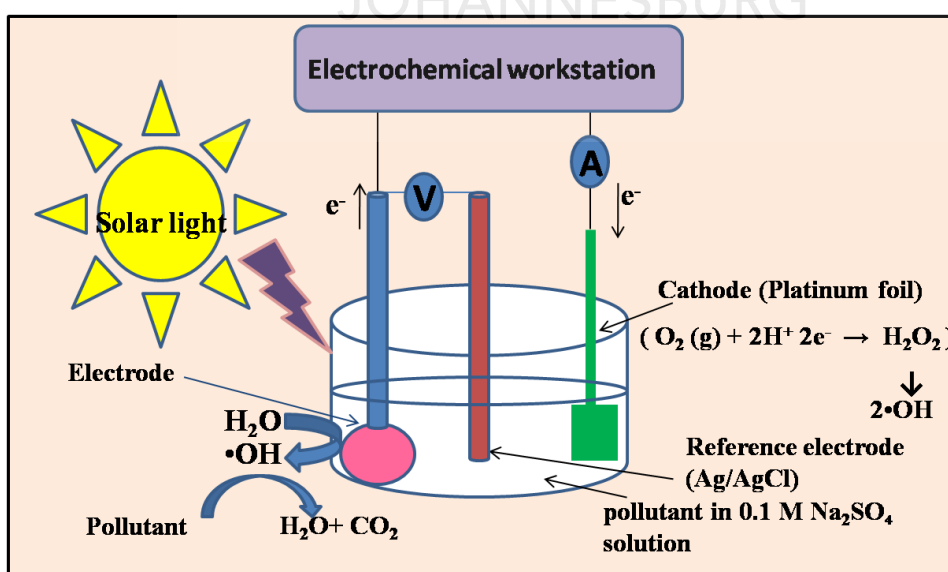 JOHANNESBURG
Electrochemical workstation
Solar light
e⁻
V
A
e⁻
Cathode (Platinum foil)
( O₂ (g) + 2H⁺ 2e⁻ → H₂O₂ )
↓
2•OH
Electrode
H₂O
•OH
Pollutant
H₂O+ CO₂
Reference electrode
(Ag/AgCl)
pollutant in 0.1 M Na₂SO₄
solution